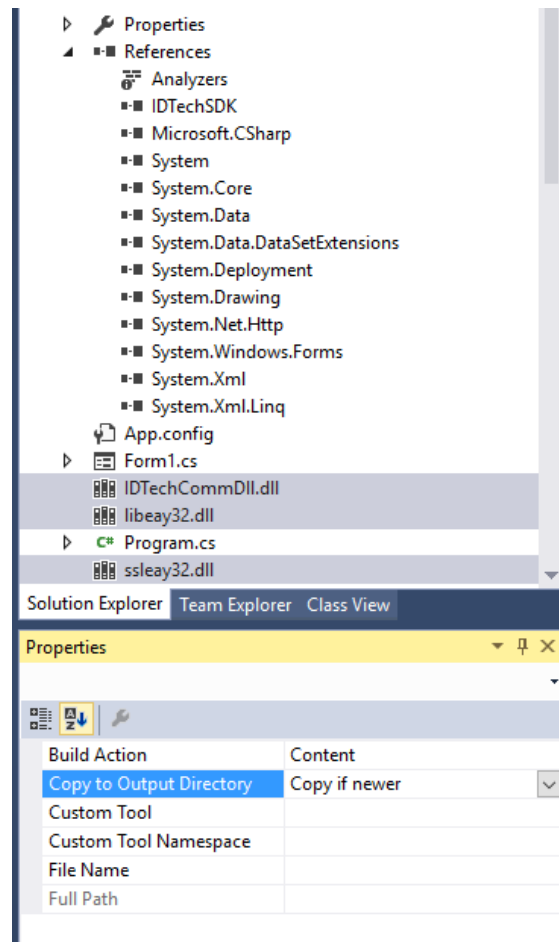 Properties
References
Analyzers
IDTechSDK
Microsoft.CSharp
System
System.Core
System.Data
System.Data.DataSetExtensions
System.Deployment
System.Drawing
System.Net.Http
System.Windows.Forms
System.Xml
System.Xml.Linq
App.config
Form1.cs
IDTechCommDll.dll
libeay32.dll
C# Program.cs
ssleay32.dll
Solution Explorer Team Explorer Class View
Properties
Build Action Content
Copy to Output Directory Copy if newer
Custom Tool
Custom Tool Namespace
File Name
Full Path